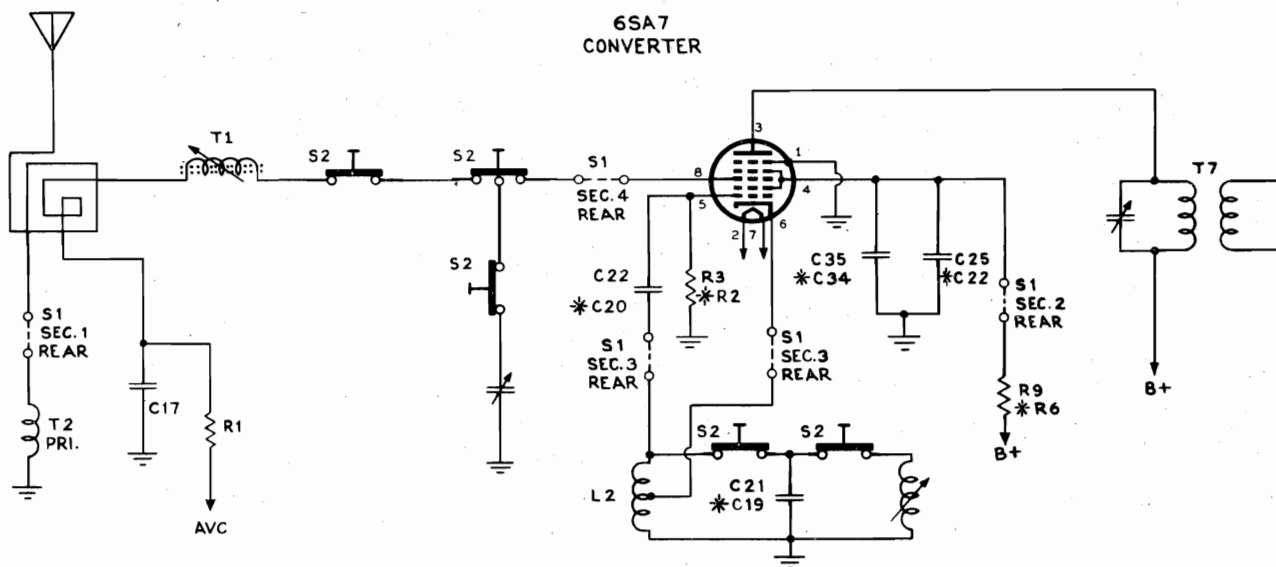 6SA7
CONVERTER
T1
S2
S2
S1
SEC.4
REAR
3
1
8
4
5
2
7
6
T7
S2
C22
✳C20
R3
✳R2
C35
✳C34
C25
✳C22
S1
SEC.2
REAR
S1
SEC.1
REAR
S1
SEC.3
REAR
S1
SEC.3
REAR
B+
R9
✳R6
C17
R1
T2
PRI.
S2
S2
B+
L2
C21
✳C19
AVC